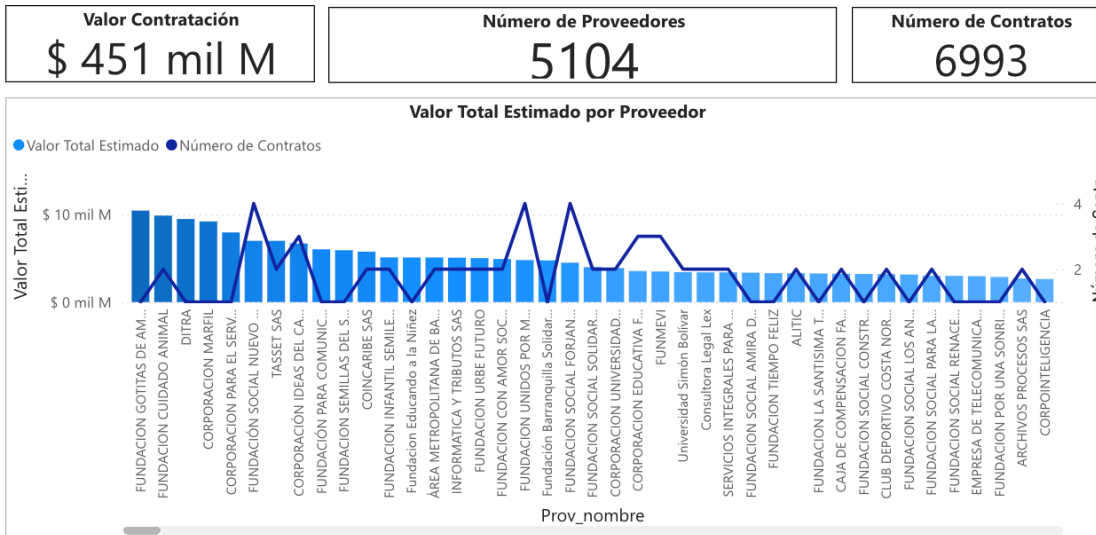 Valor Contratación
$ 451 mil M
Número de Proveedores
5104
Número de Contratos
6993
Valor Total Estimado por Proveedor
Valor Total Estimado
Número de Contratos
Valor Total Esti...
$ 10 mil M
$ 0 mil M
4
2
FUNDACION GOTITAS DE AM...
FUNDACION CUIDADO ANIMAL
DITRA
CORPORACION MARFIL
CORPORACION PARA EL SERV...
FUNDACIÓN SOCIAL NUEVO ...
TASSET SAS
CORPORACIÓN IDEAS DEL CA...
FUNDACIÓN PARA COMUNIC...
FUNDACION SEMILLAS DEL S...
COINCARIBE SAS
FUNDACION INFANTIL SEMILE...
Fundacion Educando a la Niñez
ÁREA METROPOLITANA DE BA...
INFORMATICA Y TRIBUTOS SAS
FUNDACION URBE FUTURO
FUNDACION CON AMOR SOC...
FUNDACION UNIDOS POR M...
Fundación Barranquilla Solidar...
FUNDACION SOCIAL FORJAN...
FUNDACION SOCIAL SOLIDAR...
CORPORACION UNIVERSIDAD...
CORPORACION EDUCATIVA F...
FUNMEVI
Universidad Simón Bolívar
Consultora Legal Lex
SERVICIOS INTEGRALES PARA ...
FUNDACION SOCIAL AMIRA D...
FUNDACION TIEMPO FELIZ
ALITIC
FUNDACION LA SANTISIMA T...
CAJA DE COMPENSACION FA...
FUNDACION SOCIAL CONSTR...
CLUB DEPORTIVO COSTA NOR...
FUNDACION SOCIAL LOS AN...
FUNDACION SOCIAL PARA LA...
FUNDACION SOCIAL RENACE...
EMPRESA DE TELECOMUNICA...
FUNDACION POR UNA SONRI...
ARCHIVOS PROCESOS SAS
CORPOINTELIGENCIA
Prov_nombre